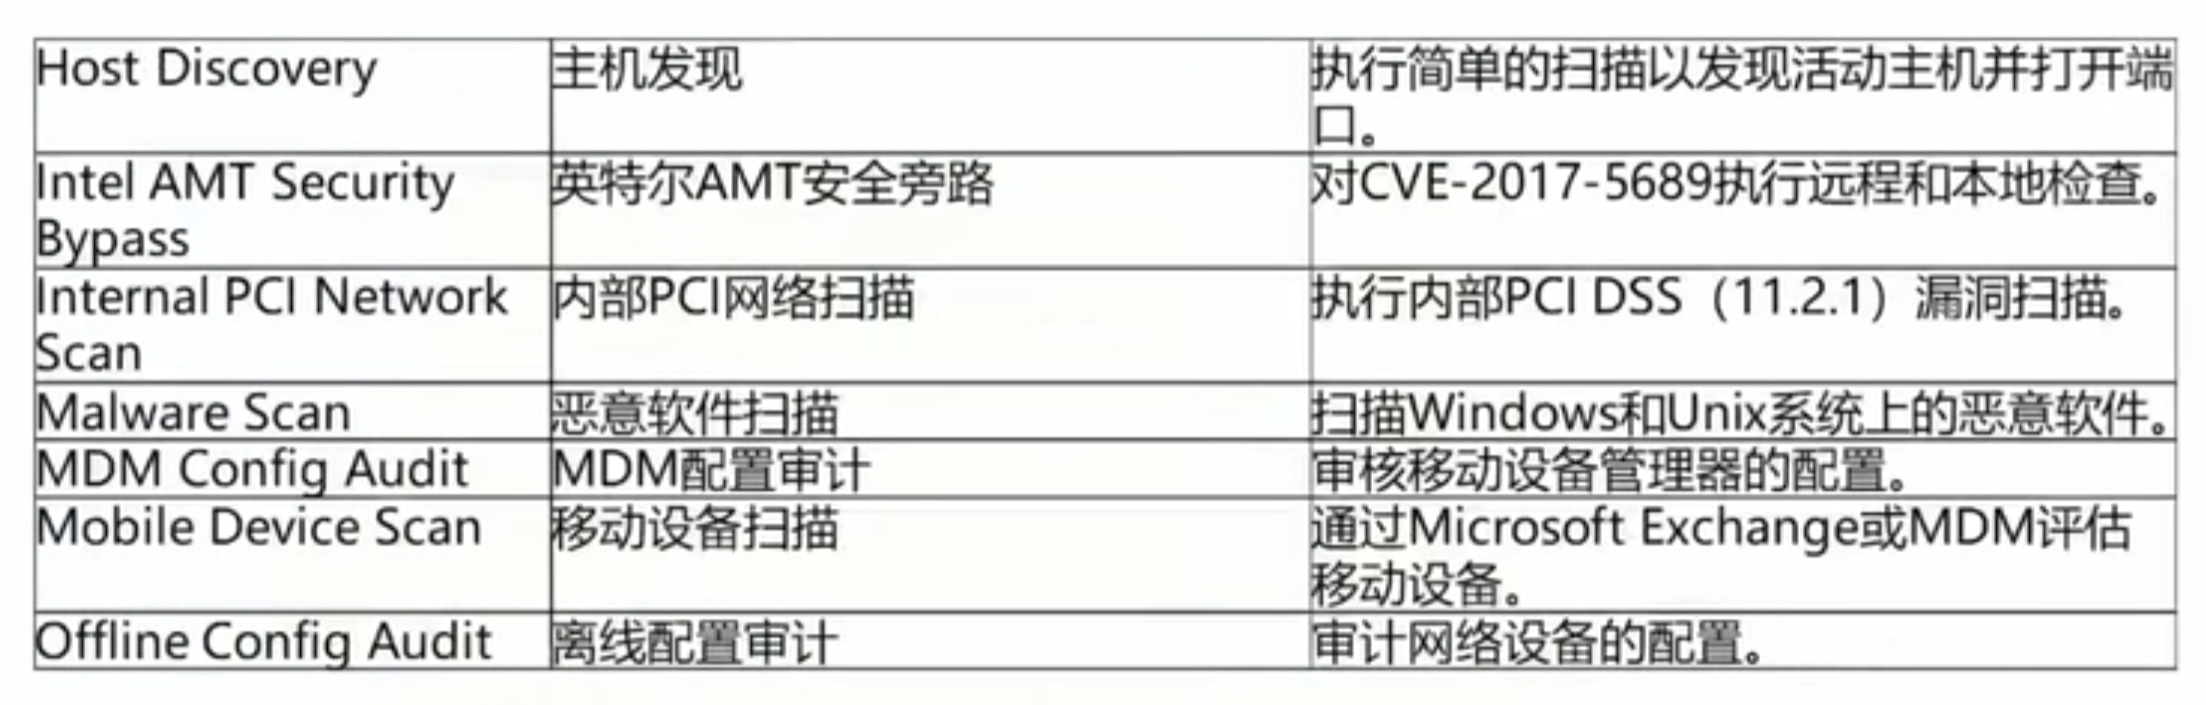 Host Discovery
主机发现
执行简单的扫描以发现活动主机并打开端
口。
Intel AMT Security
Bypass
英特尔AMT安全旁路
对CVE-2017-5689执行远程和本地检查。
Internal PCI Network
Scan
内部PCI网络扫描
执行内部PCI DSS（11.2.1）漏洞扫描。
Malware Scan
恶意软件扫描
扫描Windows和Unix系统上的恶意软件。
MDM Config Audit
MDM配置审计
审核移动设备管理器的配置。
Mobile Device Scan
移动设备扫描
通过Microsoft Exchange或MDM评估
移动设备。
Offline Config Audit
离线配置审计
审计网络设备的配置。